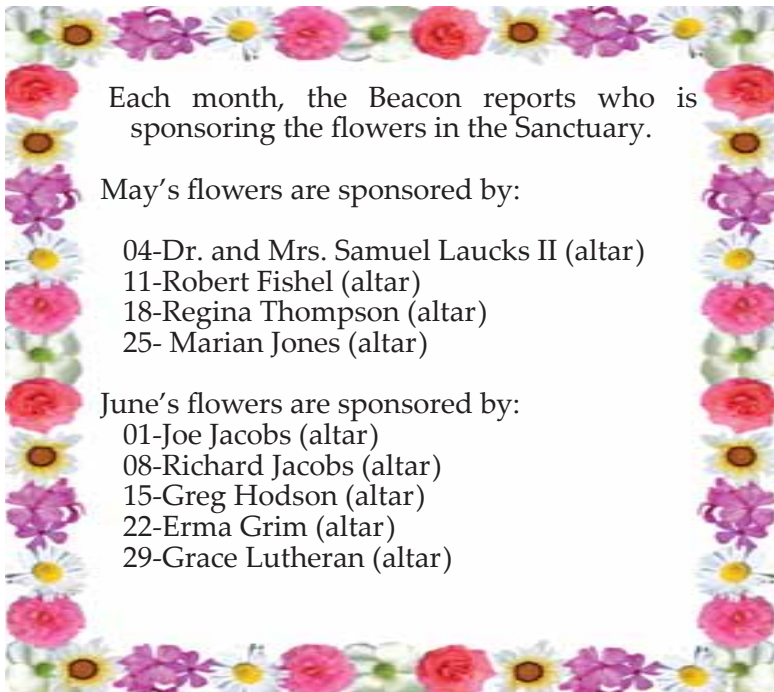 Each month, the Beacon reports who is
sponsoring the flowers in the Sanctuary.
May’s flowers are sponsored by:
04-Dr. and Mrs. Samuel Laucks II (altar)
11-Robert Fishel (altar)
18-Regina Thompson (altar)
25- Marian Jones (altar)
June’s flowers are sponsored by:
01-Joe Jacobs (altar)
08-Richard Jacobs (altar)
15-Greg Hodson (altar)
22-Erma Grim (altar)
29-Grace Lutheran (altar)